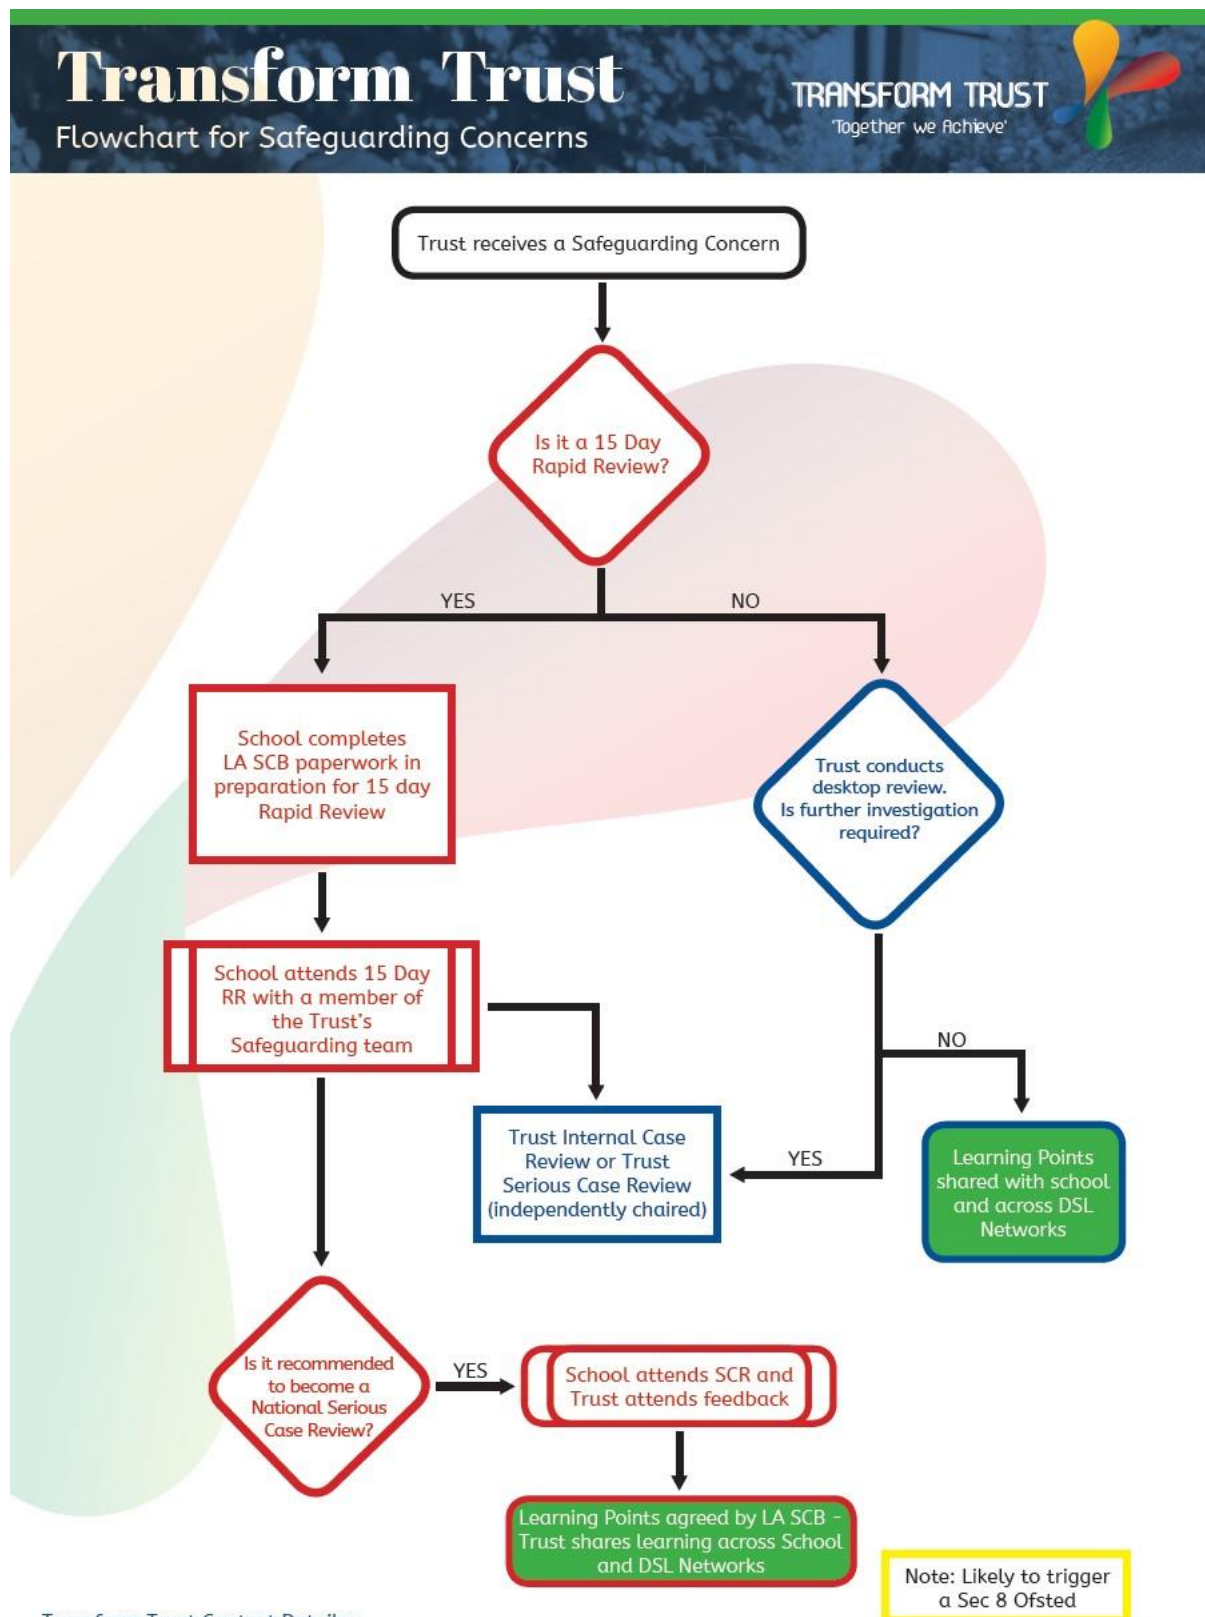 Transform Trust
Flowchart for Safeguarding Concerns
TRANSFORM TRUST
'Together we Achieve'
Trust receives a Safeguarding Concern
Is it a 15 Day
Rapid Review?
YES
NO
School completes
LA SCB paperwork in
preparation for 15 day
Rapid Review
Trust conducts
desktop review.
Is further investigation
required?
School attends 15 Day
RR with a member of
the Trust's
Safeguarding team
NO
Trust Internal Case
Review or Trust
Serious Case Review
(independently chaired)
YES
Learning Points
shared with school
and across DSL
Networks
Is it recommended
to become a
National Serious
Case Review?
YES
School attends SCR and
Trust attends feedback
Learning Points agreed by LA SCB -
Trust shares learning across School
and DSL Networks
Note: Likely to trigger
a Sec 8 Ofsted
Transform Trust Contact Details